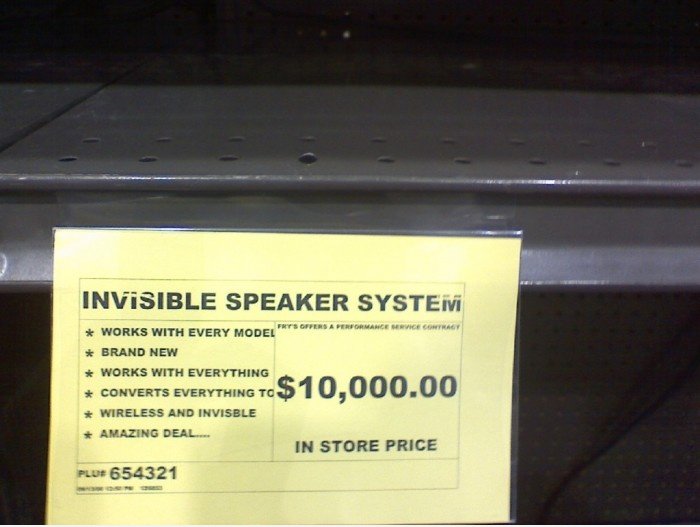 INVISIBLE SPEAKER SYSTEM
FRY'S OFFERS A PERFORMANCE SERVICE CONTRACT
* WORKS WITH EVERY MODEL
* BRAND NEW
* WORKS WITH EVERYTHING
* CONVERTS EVERYTHING TO
* WIRELESS AND INVISBLE
* AMAZING DEAL....
$10,000.00
IN STORE PRICE
PLU# 654321